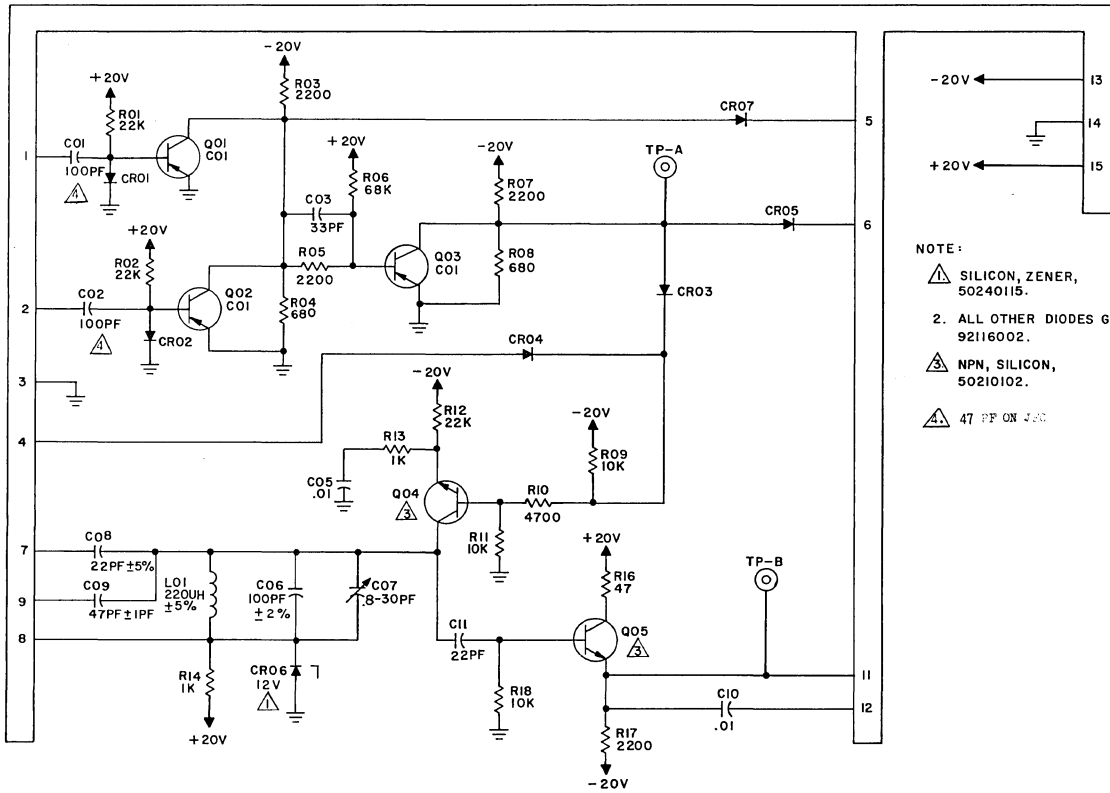 -20V
+20V
R03
2200
R01
22K
C01
100PF
4
CR01
Q01
C01
CR07
1
5
-20V
13
14
+20V
15
+20V
R06
68K
-20V
R07
2200
TP-A
C03
33PF
CR05
6
+20V
R02
22K
R05
2200
Q03
C01
R08
680
C02
100PF
4
CR02
Q02
C01
R04
680
CR03
2
NOTE:
1. SILICON, ZENER,
50240115.
2. ALL OTHER DIODES G
92116002.
3 NPN, SILICON,
50210102.
4. 47 PF ON
CR04
3
4
-20V
R12
22K
R13
1K
C05
.01
Q04
3
-20V
R09
10K
R10
4700
R11
10K
7
C08
22PF±5%
9
C09
47PF±1PF
8
L01
220UH
±5%
C06
100PF
±2%
C07
.8-30PF
+20V
R16
47
TP-B
C11
22PF
Q05
3
R14
1K
+20V
CR06
12V
1
R18
10K
11
C10
.01
12
R17
2200
-20V